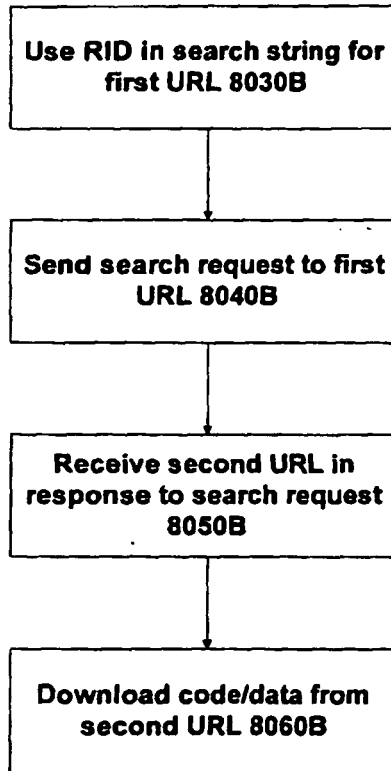 Use RID in search string for
first URL 8030B
Send search request to first
URL 8040B
Receive second URL in
response to search request
8050B
Download code/data from
second URL 8060B